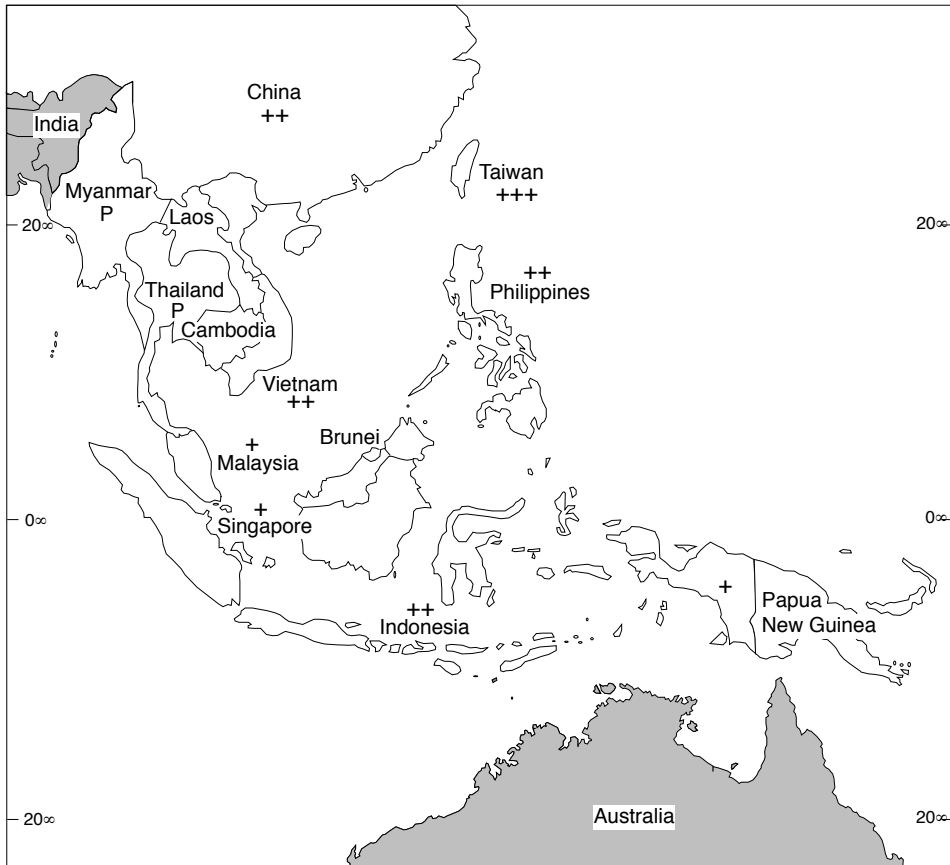 China
++
India
Taiwan
+++
Myanmar
P
Laos
20∞
20∞
++
Philippines
Thailand
P
Cambodia
Vietnam
++
Brunei
+
Malaysia
+
Singapore
0∞
0∞
+
Papua
New Guinea
++
Indonesia
Australia
20∞
20∞